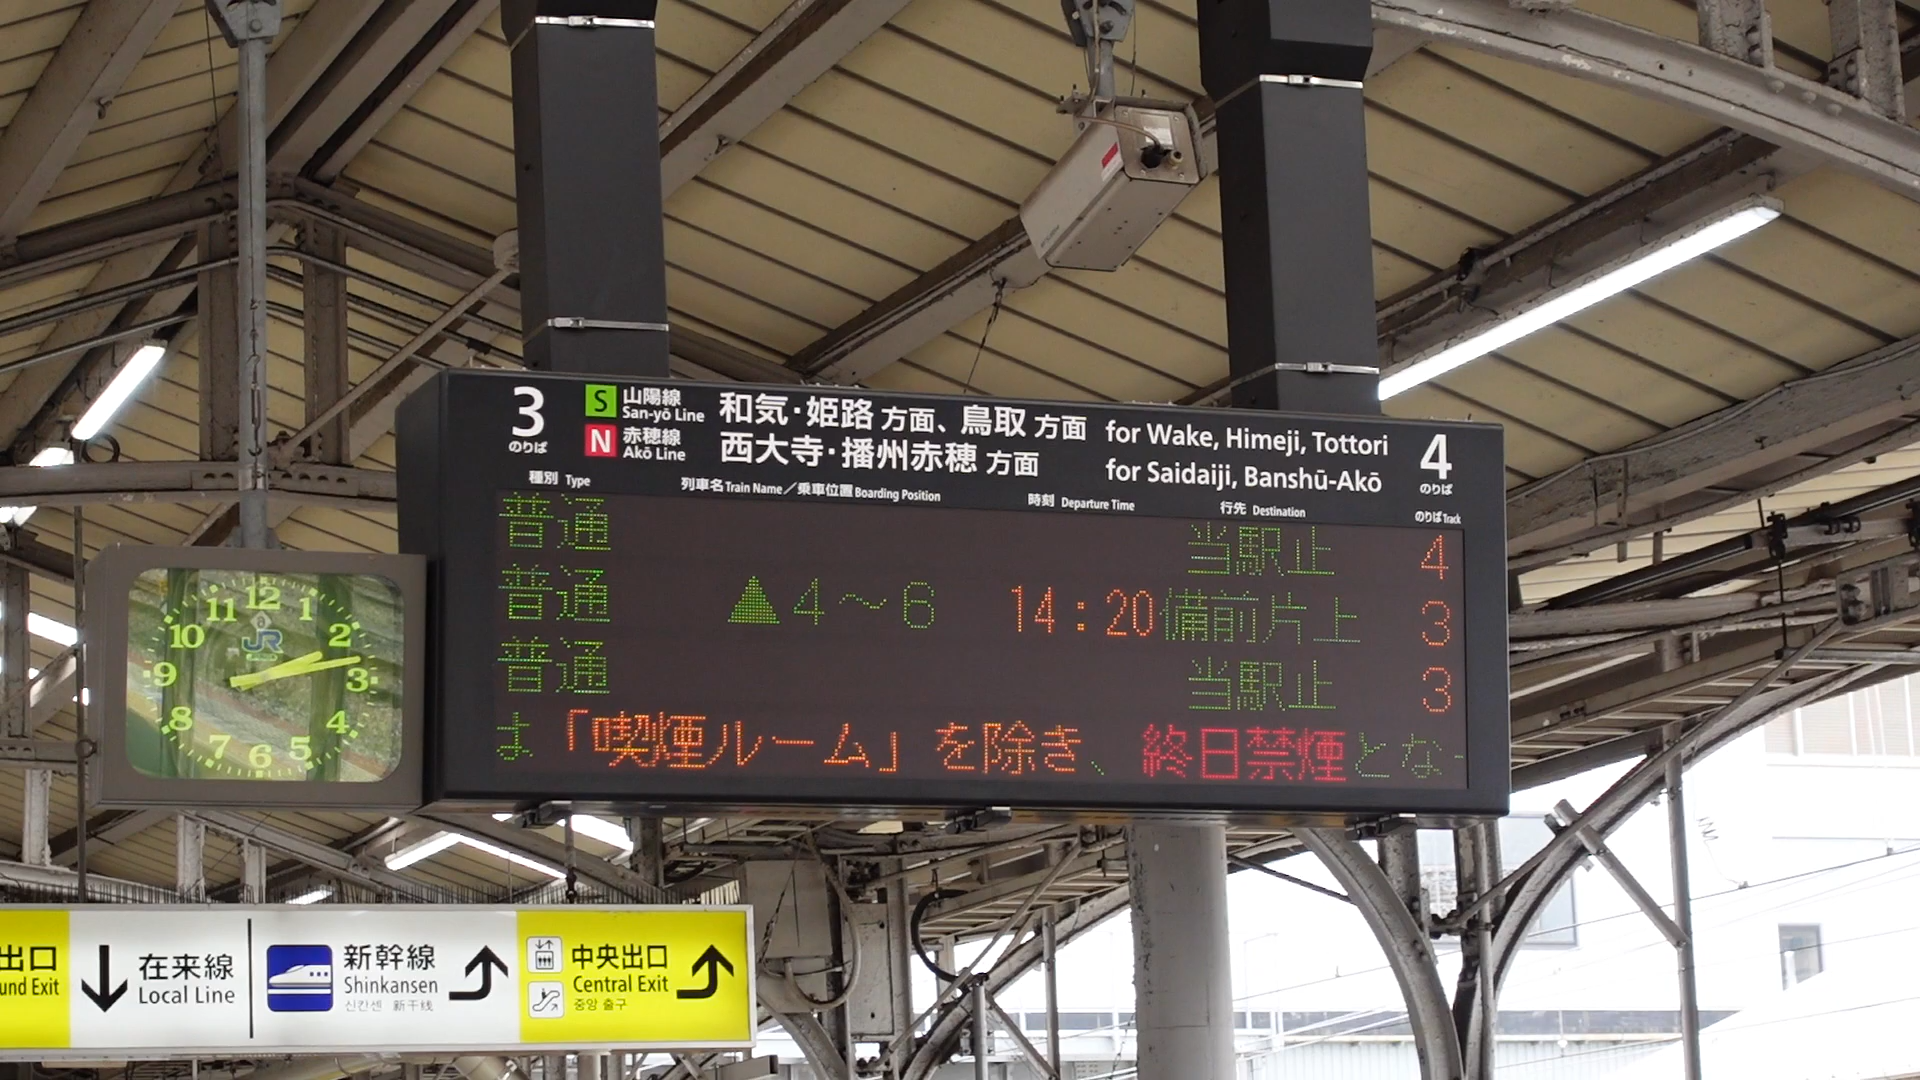 3 のりば
S 山陽線 San-yō Line 和気・姫路 方面、鳥取 方面 for Wake, Himeji, Tottori
N 赤穂線 Akō Line 西大寺・播州赤穂 方面 for Saidaiji, Banshū-Akō
4 のりば
種別 Type 列車名 Train Name／乗車位置 Boarding Position 時刻 Departure Time 行先 Destination のりば Track
普通 当駅止 4
普通 ▲4～6 14:20 備前片上 3
普通 当駅止 3
ま「喫煙ルーム」を除き、終日禁煙とな
12 1 2 3 4 5 6 7 8 9 10 11
JR
出口 und Exit
↓ 在来線 Local Line
新幹線 Shinkansen 신칸센 新干线
中央出口 Central Exit 중앙 출구